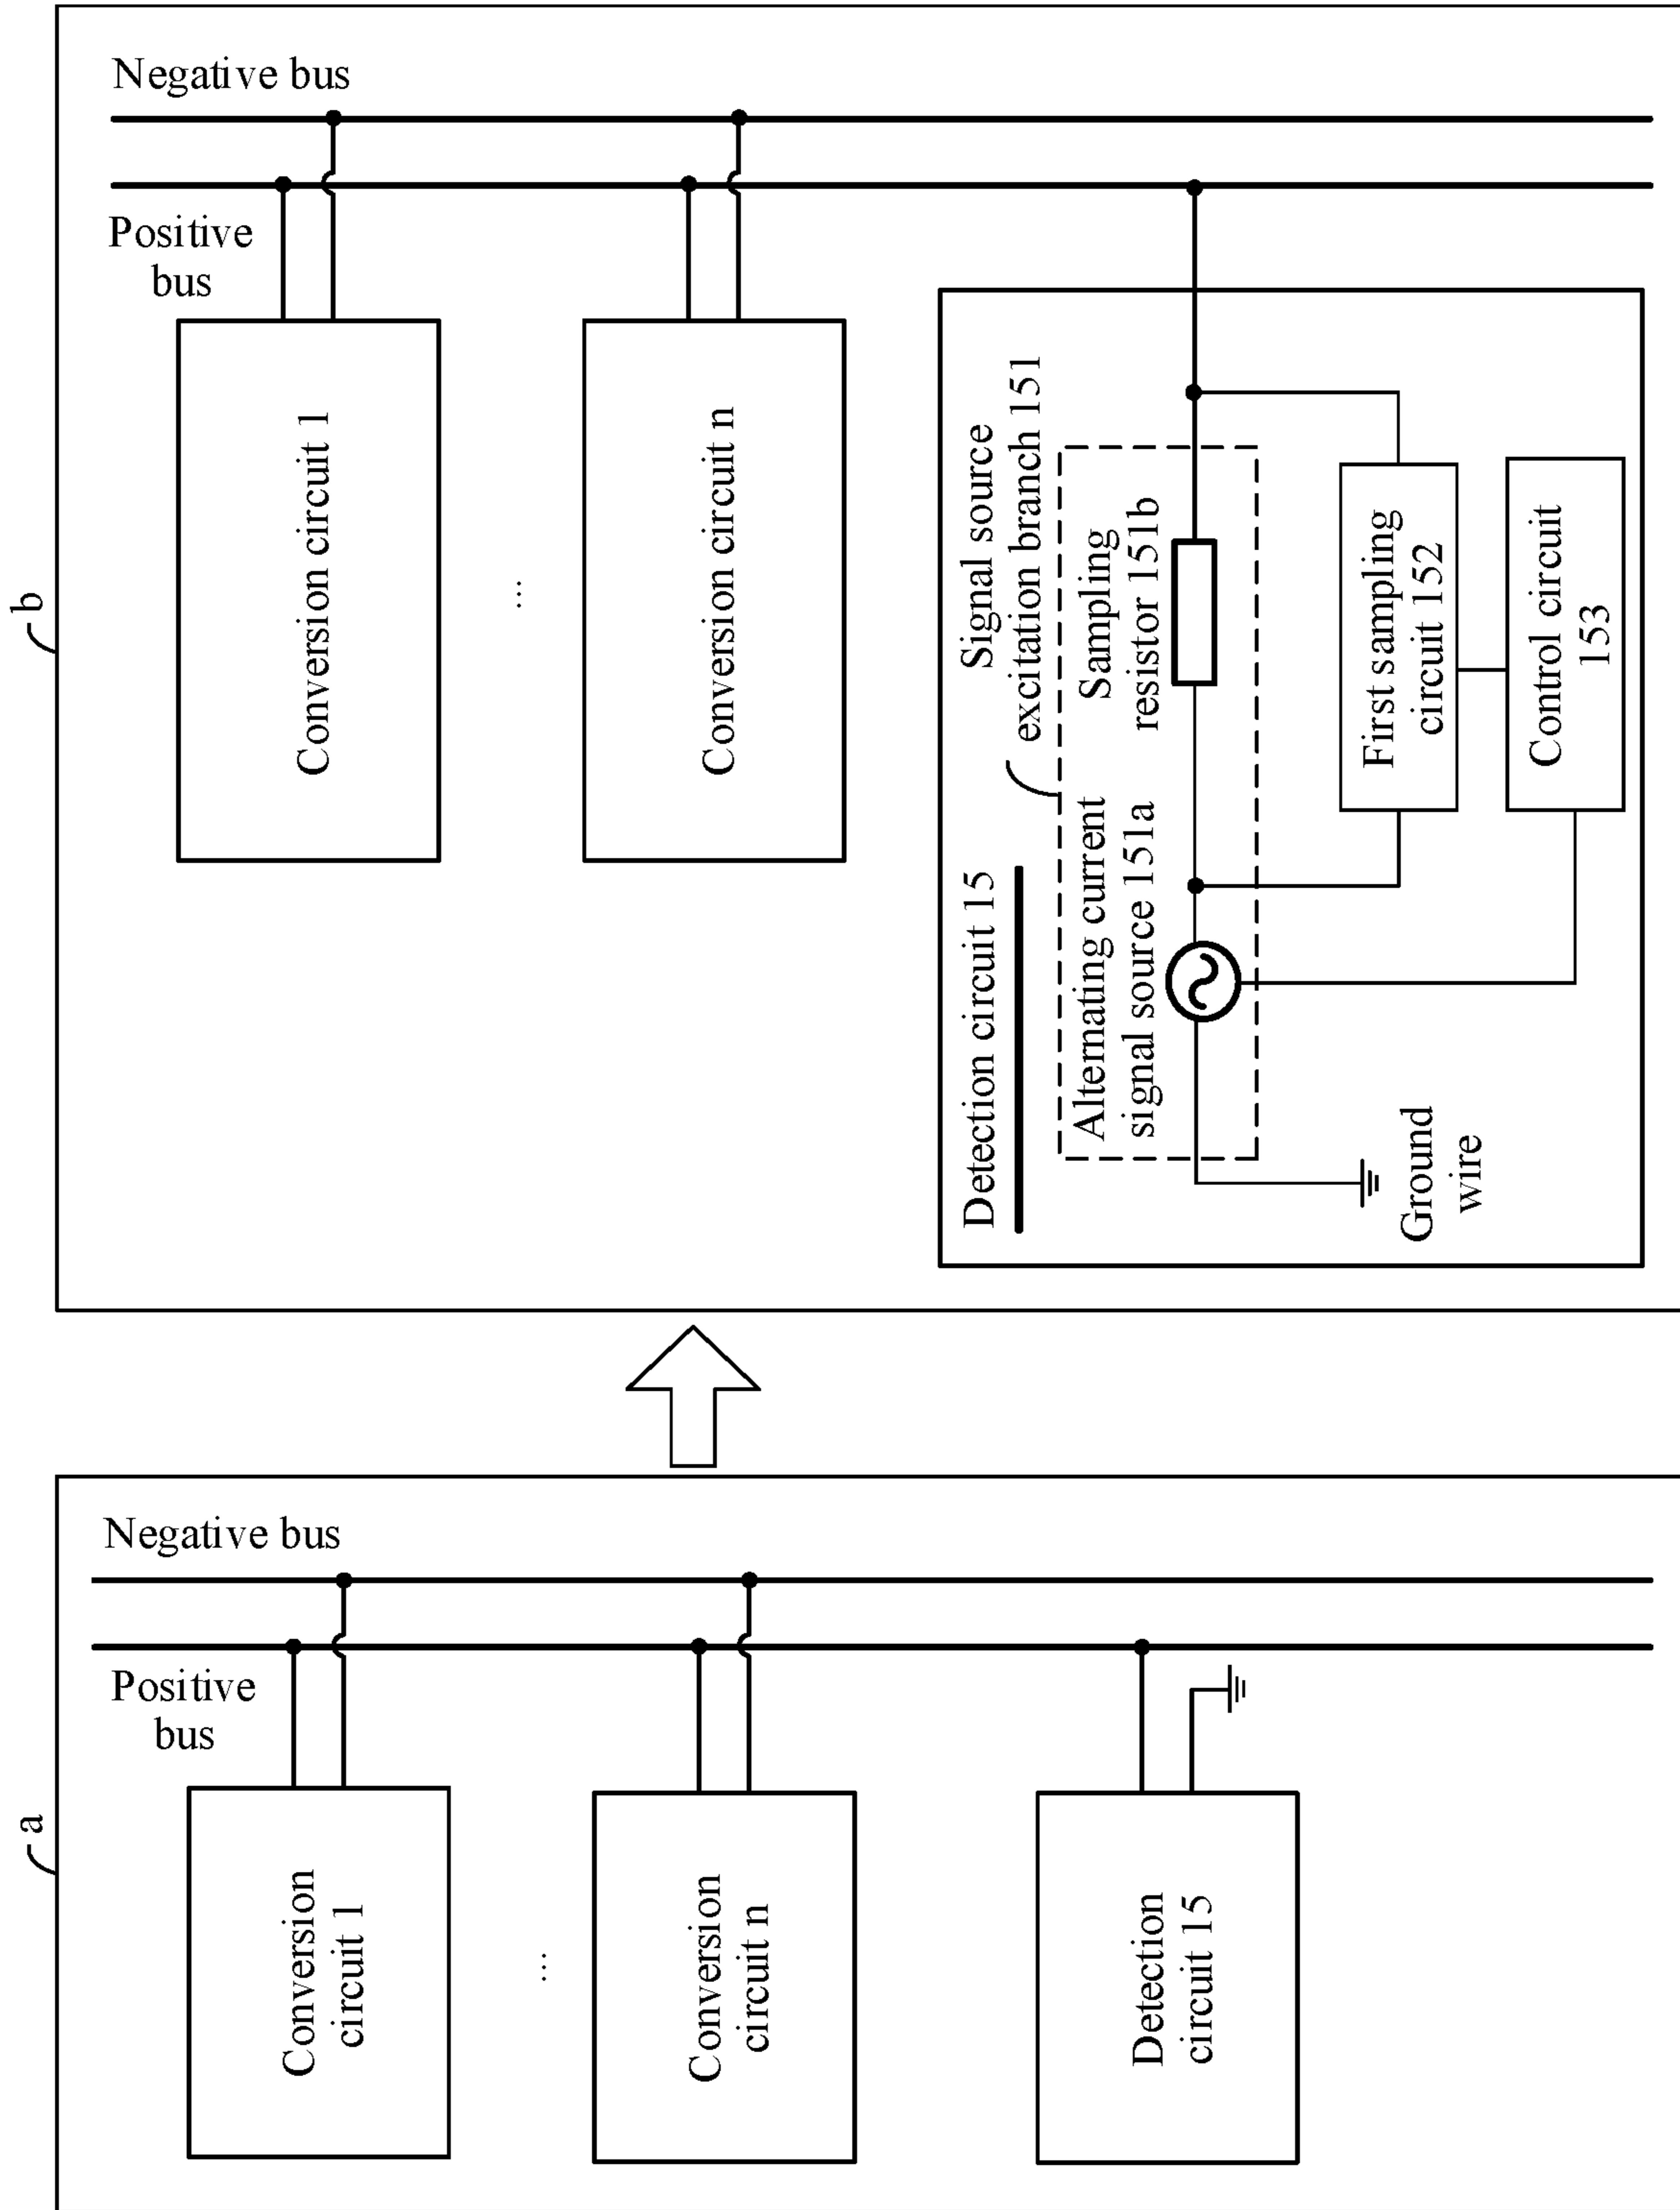 a
Conversion
circuit 1
...
Conversion
circuit n
Detection
circuit 15
Positive
bus
Negative bus
b
Conversion circuit 1
...
Conversion circuit n
Positive
bus
Negative bus
Detection circuit 15
Signal source
excitation branch 151
Alternating current
signal source 151a
Sampling
resistor 151b
Ground
wire
First sampling
circuit 152
Control circuit
153